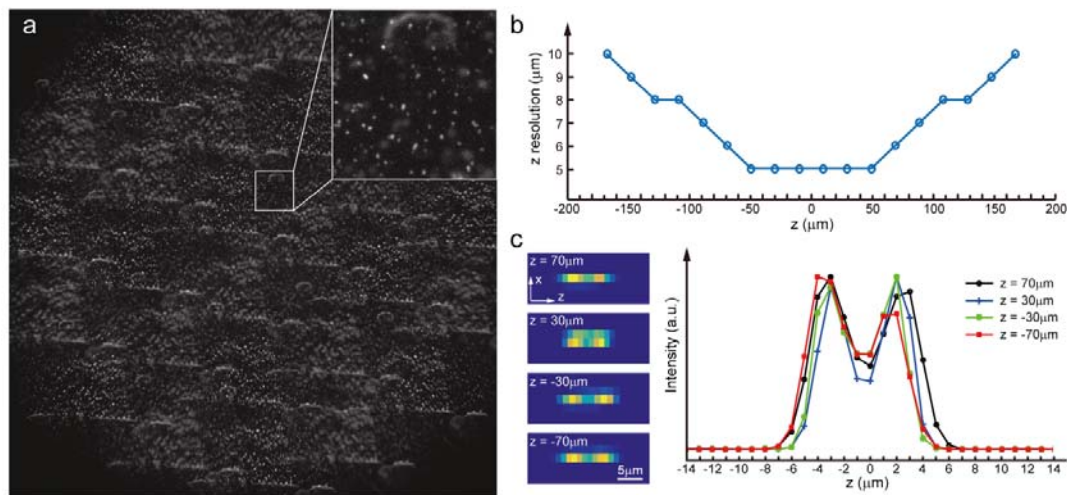 a
b
z resolution (μm)
10
9
8
7
6
5
-200
-150
-100
-50
0
50
100
150
200
z (μm)
c
z = 70μm
x
z
z = 30μm
z = -30μm
z = -70μm
5μm
Intensity (a.u.)
z = 70μm
z = 30μm
z = -30μm
z = -70μm
-14 -12 -10 -8 -6 -4 -2 0 2 4 6 8 10 12 14
z (μm)